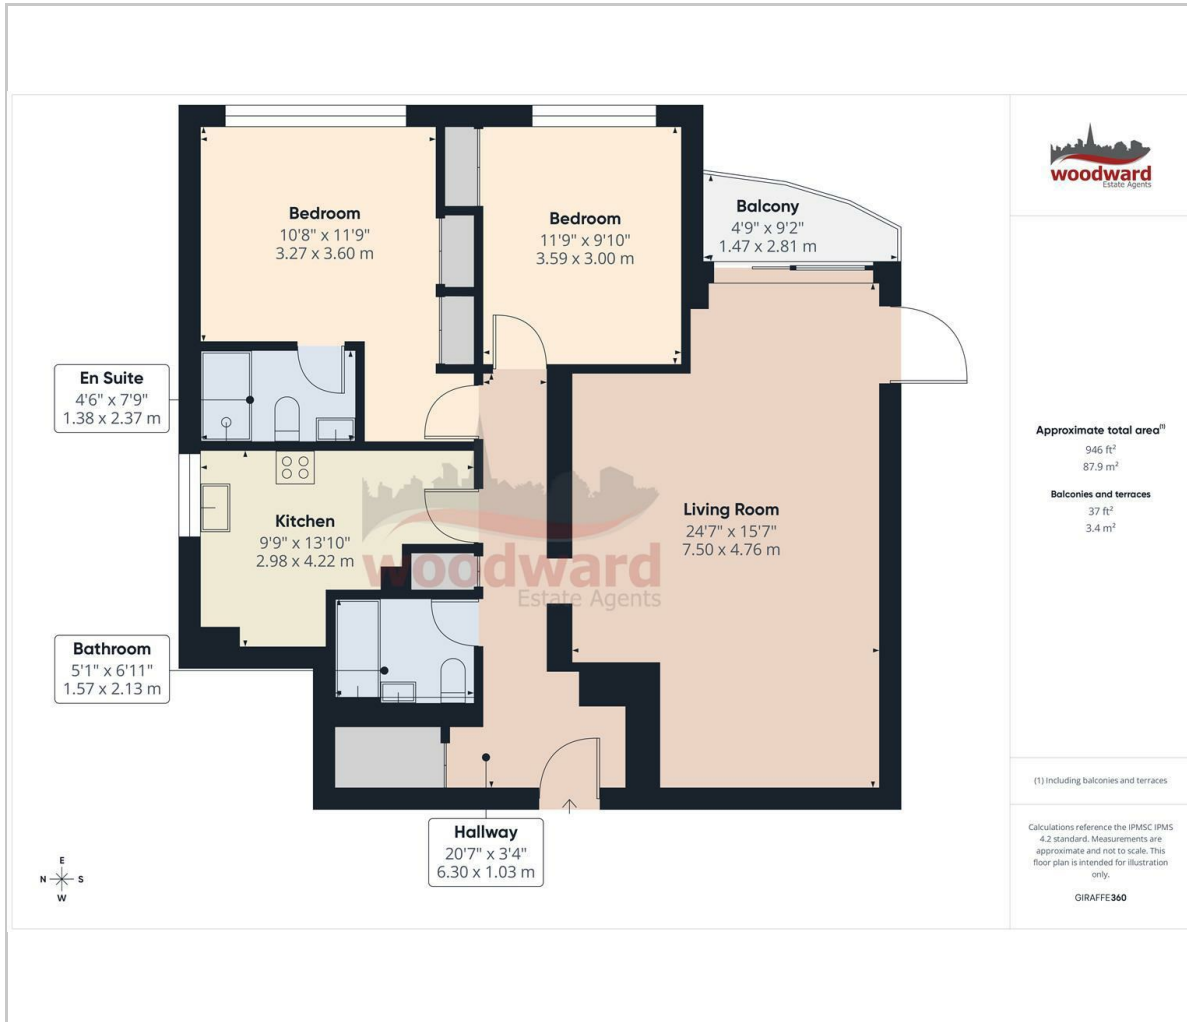 Bedroom
10'8" x 11'9"
3.27 x 3.60 m
Bedroom
11'9" x 9'10"
3.59 x 3.00 m
Balcony
4'9" x 9'2"
1.47 x 2.81 m
En Suite
4'6" x 7'9"
1.38 x 2.37 m
Kitchen
9'9" x 13'10"
2.98 x 4.22 m
Living Room
24'7" x 15'7"
7.50 x 4.76 m
woodward
Estate Agents
Bathroom
5'1" x 6'11"
1.57 x 2.13 m
Hallway
20'7" x 3'4"
6.30 x 1.03 m
E
N S
W
woodward
Estate Agents
Approximate total area(1)
946 ft²
87.9 m²
Balconies and terraces
37 ft²
3.4 m²
(1) Including balconies and terraces
Calculations reference the IPMSC IPMS
4.2 standard. Measurements are
approximate and not to scale. This
floor plan is intended for illustration
only.
GIRAFFE360